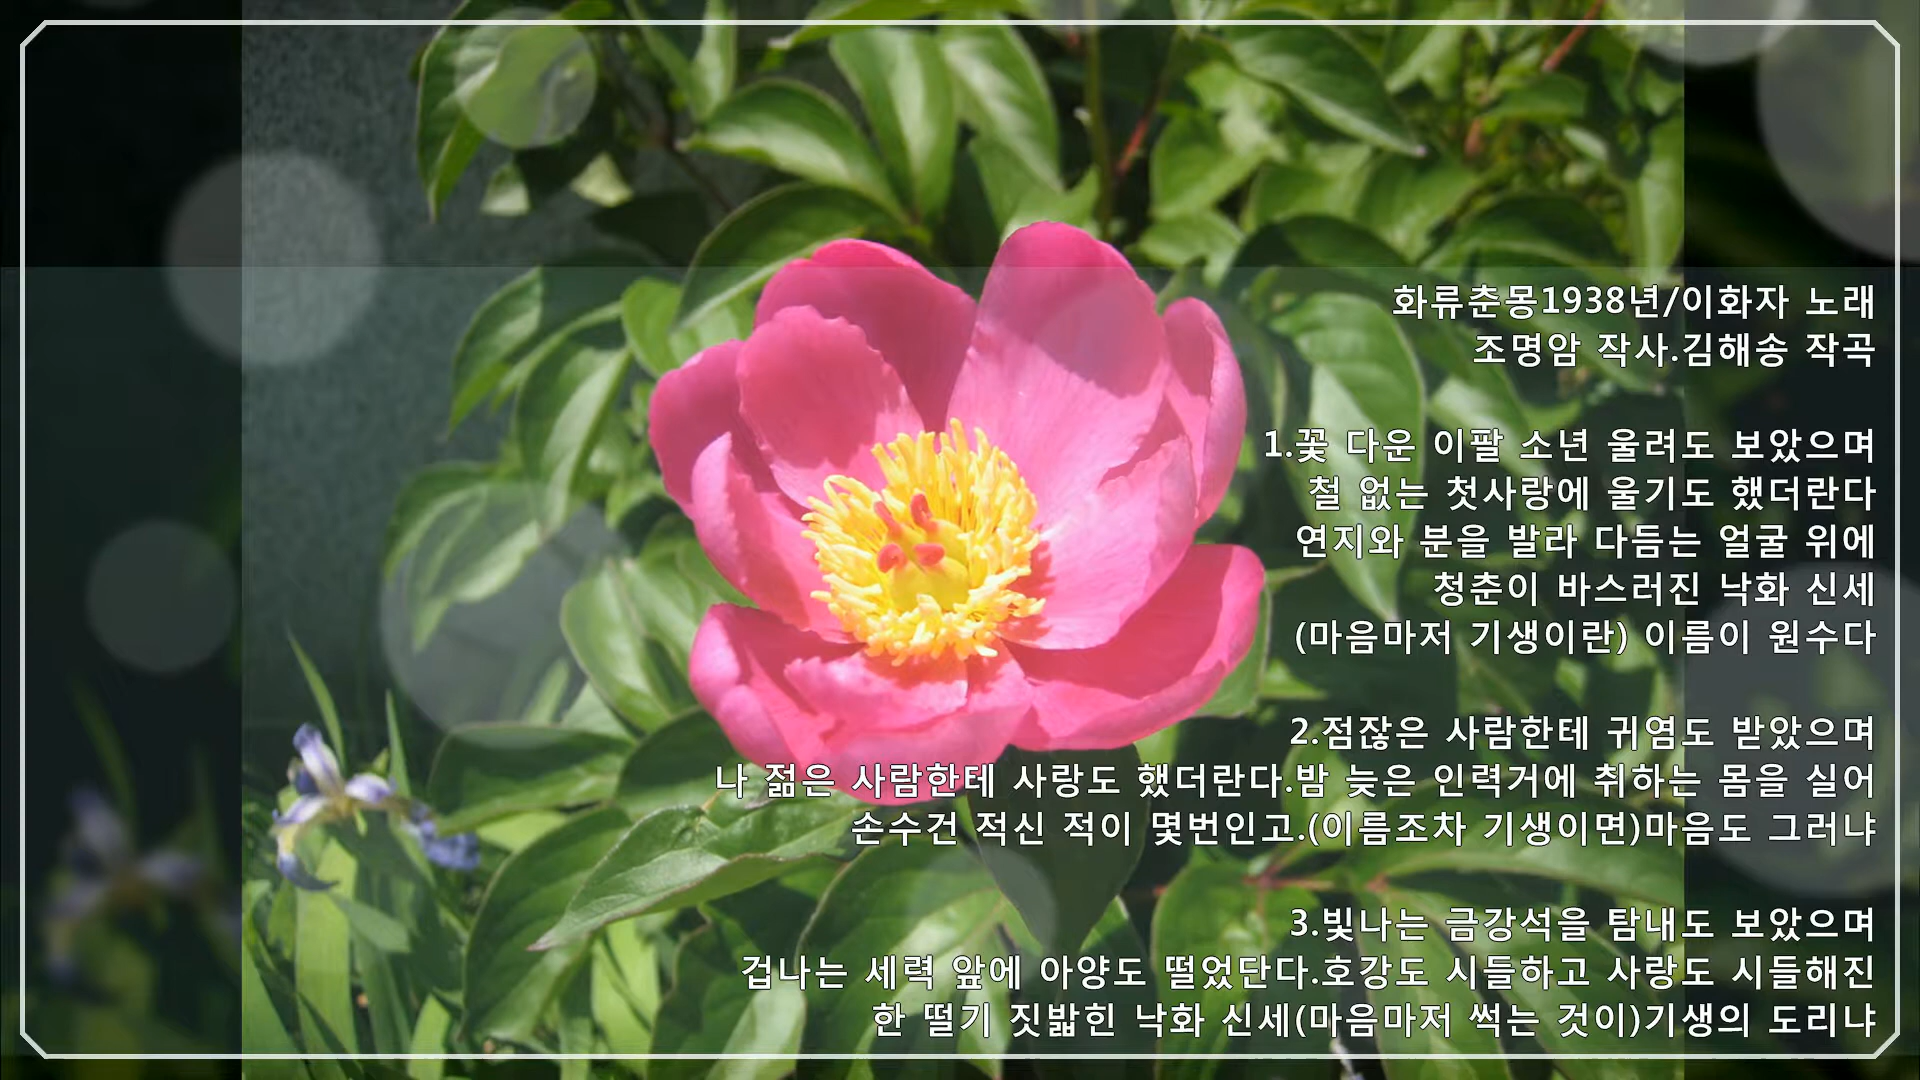 화류춘몽1938년/이화자 노래
조명암 작사.김해송 작곡
1.꽃 다운 이팔 소년 울려도 보았으며
철 없는 첫사랑에 울기도 했더란다
연지와 분을 발라 다듬는 얼굴 위에
청춘이 바스러진 낙화 신세
(마음마저 기생이란) 이름이 원수다
2.점잖은 사람한테 귀염도 받았으며
나 젊은 사람한테 사랑도 했더란다.밤 늦은 인력거에 취하는 몸을 실어
손수건 적신 적이 몇번인고.(이름조차 기생이면)마음도 그러냐
3.빛나는 금강석을 탐내도 보았으며
겁나는 세력 앞에 아양도 떨었단다.호강도 시들하고 사랑도 시들해진
한 떨기 짓밟힌 낙화 신세(마음마저 썩는 것이)기생의 도리냐